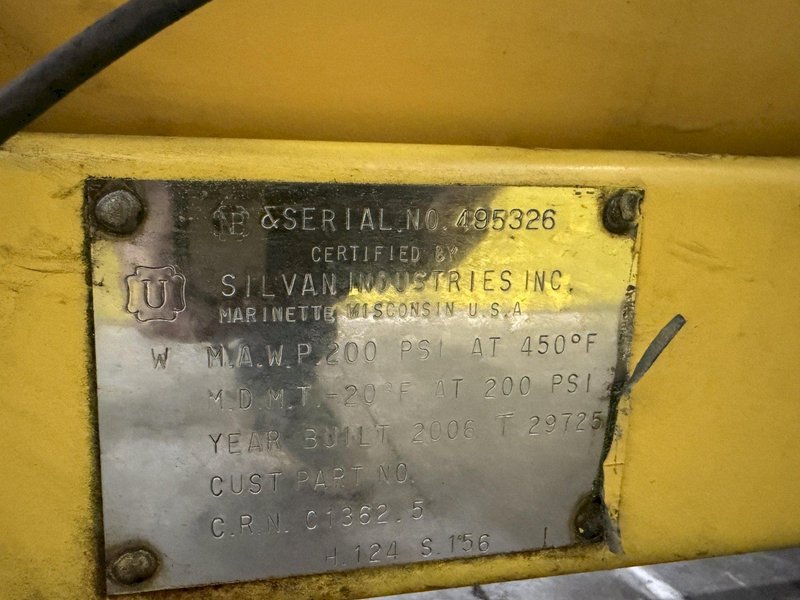 NB &SERIAL NO. 495326
CERTIFIED BY
U SILVAN INDUSTRIES INC.
MARINETTE WISCONSIN U.S.A
W M.A.W.P. 200 PSI AT 450°F
M.D.M.T. -20°F AT 200 PSI
YEAR BUILT 2006 T 29725
CUST PART NO.
C.R.N. C1362.5
H.124 S.156